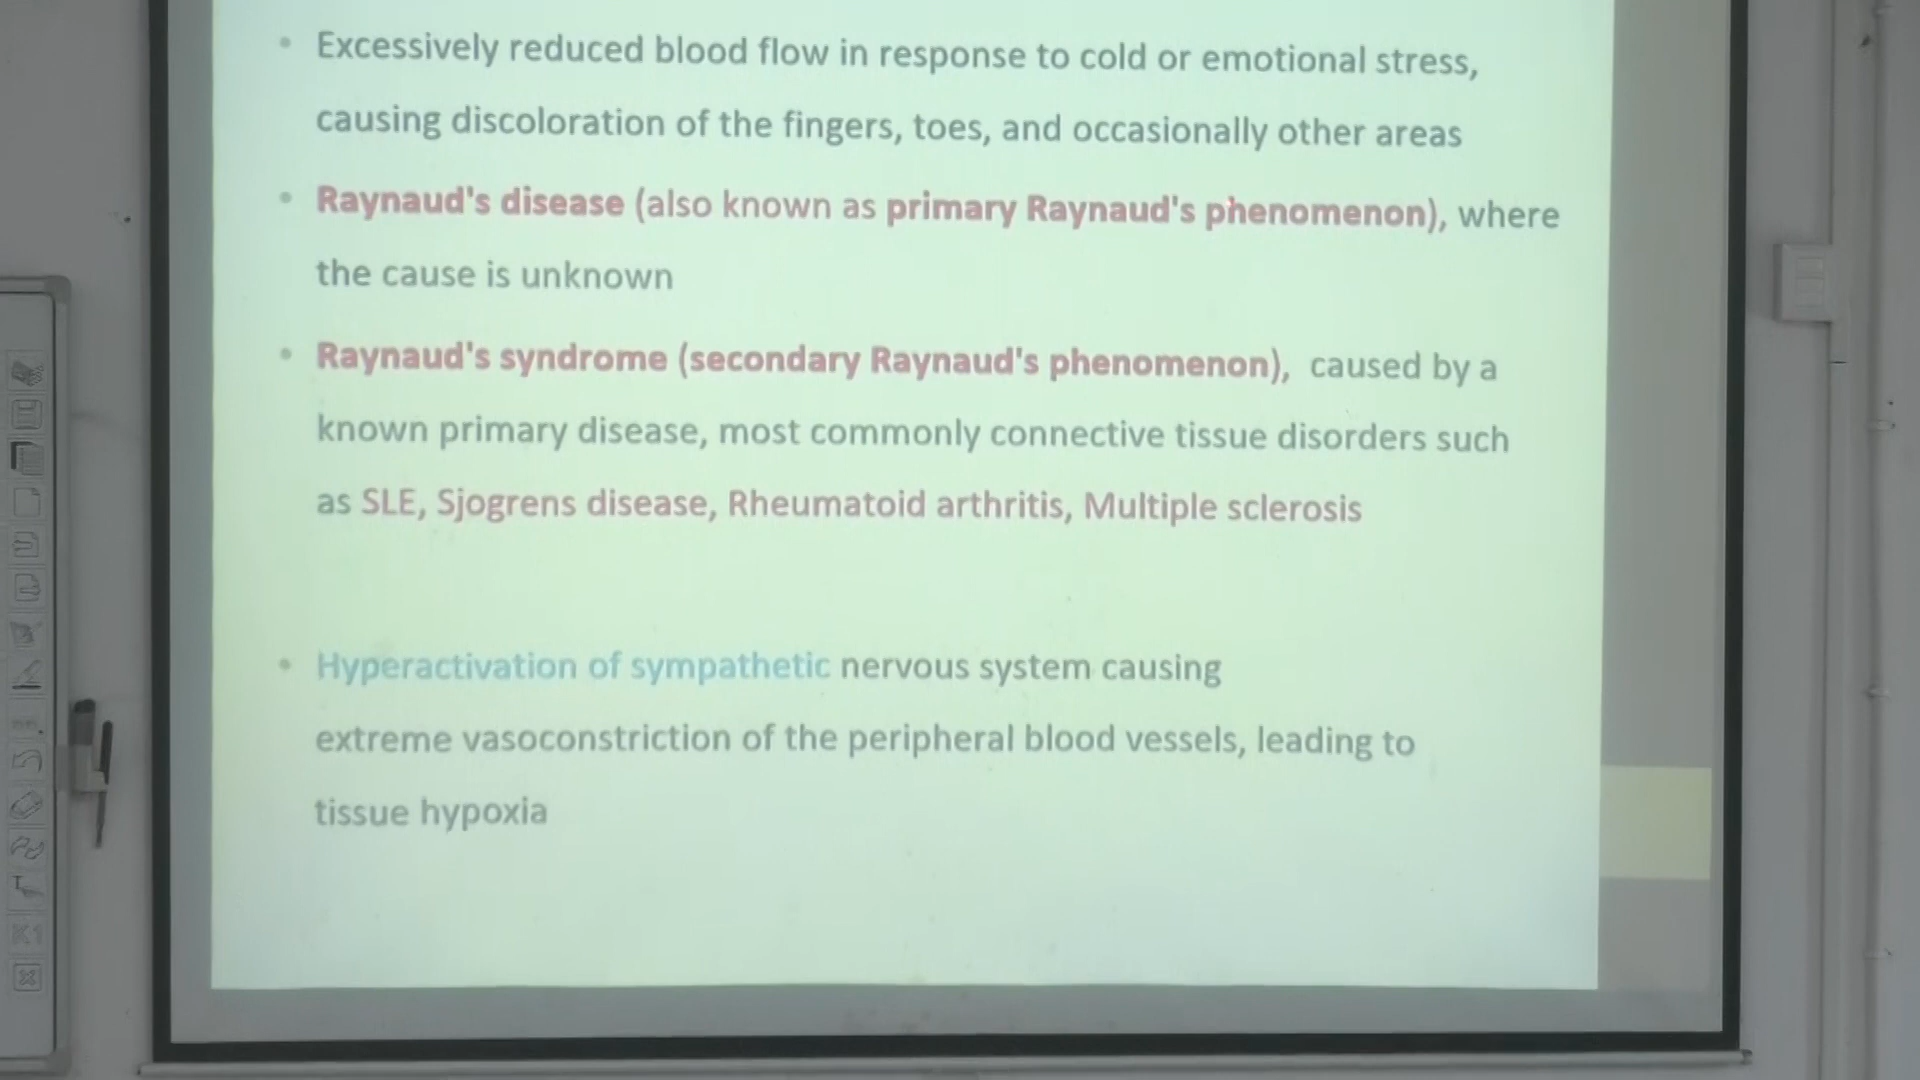 • Excessively reduced blood flow in response to cold or emotional stress,
causing discoloration of the fingers, toes, and occasionally other areas
• Raynaud's disease (also known as primary Raynaud's phenomenon), where
the cause is unknown
• Raynaud's syndrome (secondary Raynaud's phenomenon), caused by a
known primary disease, most commonly connective tissue disorders such
as SLE, Sjogrens disease, Rheumatoid arthritis, Multiple sclerosis
• Hyperactivation of sympathetic nervous system causing
extreme vasoconstriction of the peripheral blood vessels, leading to
tissue hypoxia